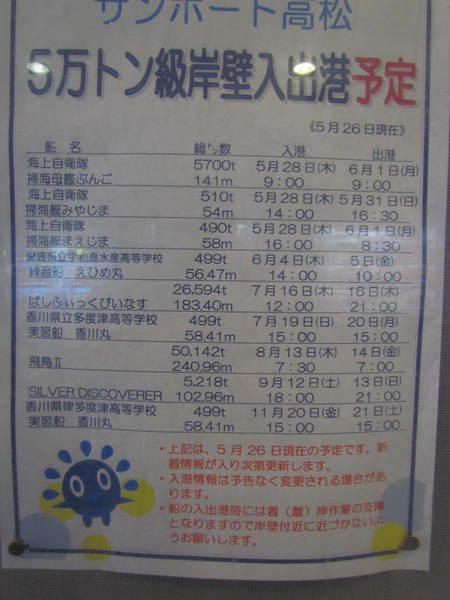 サンポート高松
5万トン級岸壁入出港予定
《5月26日現在》
船 名 総トン数 入港 出港
海上自衛隊 5700t 5月28日(木) 6月1日(月)
掃海母艦ぶんご 141m 9:00 9:00
海上自衛隊 510t 5月28日(木) 5月31日(日)
掃海艇みやじま 54m 14:00 16:30
海上自衛隊 490t 5月28日(木) 6月1日(月)
掃海艇まえじま 58m 16:00 8:30
愛媛県立宇和島水産高等学校 499t 6月4日(木) 5日(金)
練習船 えひめ丸 56.47m 14:00 10:00
26,594t 7月16日(木) 16日(木)
ぱしふぃっくびいなす 183.40m 12:00 21:00
香川県立多度津高等学校 499t 7月19日(日) 20日(月)
実習船 香川丸 58.41m 15:00 15:00
50,142t 8月13日(木) 14日(金)
飛鳥Ⅱ 240.96m 7:30 7:00
5,218t 9月12日(土) 13日(日)
SILVER DISCOVERER 102.96m 18:00 21:00
香川県律多度津高等学校 499t 11月20日(金) 21日(土)
実習船 香川丸 58.41m 15:00 15:00
・上記は、5月26日現在の予定です。新
着情報が入り次第更新します。
・入港情報は予告なく変更される場合があ
ります。
・船の入出港時には着（離）岸作業の支障
となりますので岸壁付近に近づかないよ
うお願いします。